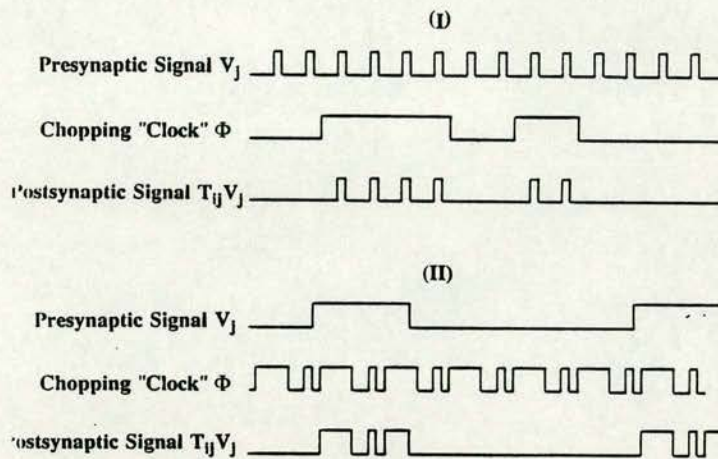 (I)
Presynaptic Signal Vj
Chopping "Clock" Φ
Postsynaptic Signal TijVj
(II)
Presynaptic Signal Vj
Chopping "Clock" Φ
Postsynaptic Signal TijVj